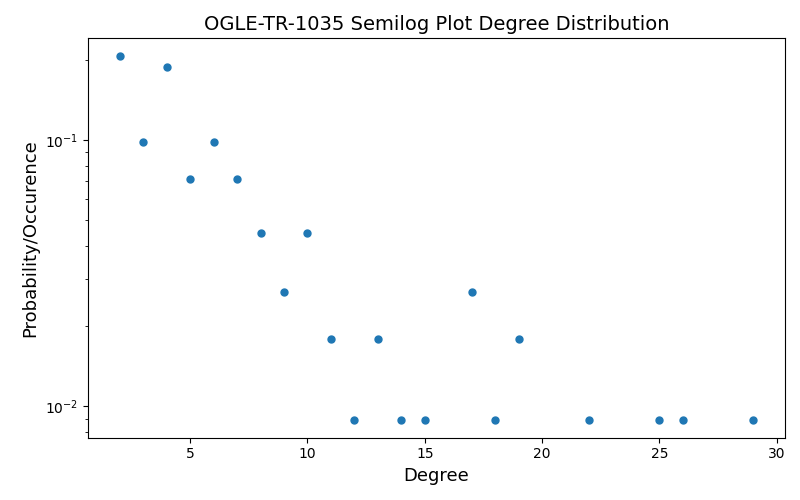 OGLE-TR-1035 Semilog Plot Degree Distribution
Probability/Occurence
10⁻¹
10⁻²
5 10 15 20 25 30
Degree